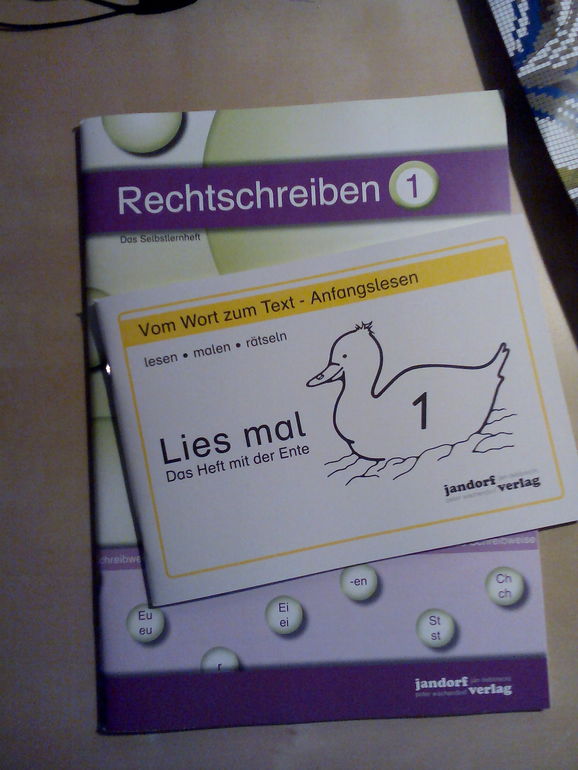 Rechtschreiben 1
Das Selbstlernheft
Vom Wort zum Text - Anfangslesen
lesen • malen • rätseln
Lies mal
Das Heft mit der Ente
1
jandorf
verlag
Eu
eu
Ei
ei
-en
St
st
Ch
ch
r
jandorf
verlag